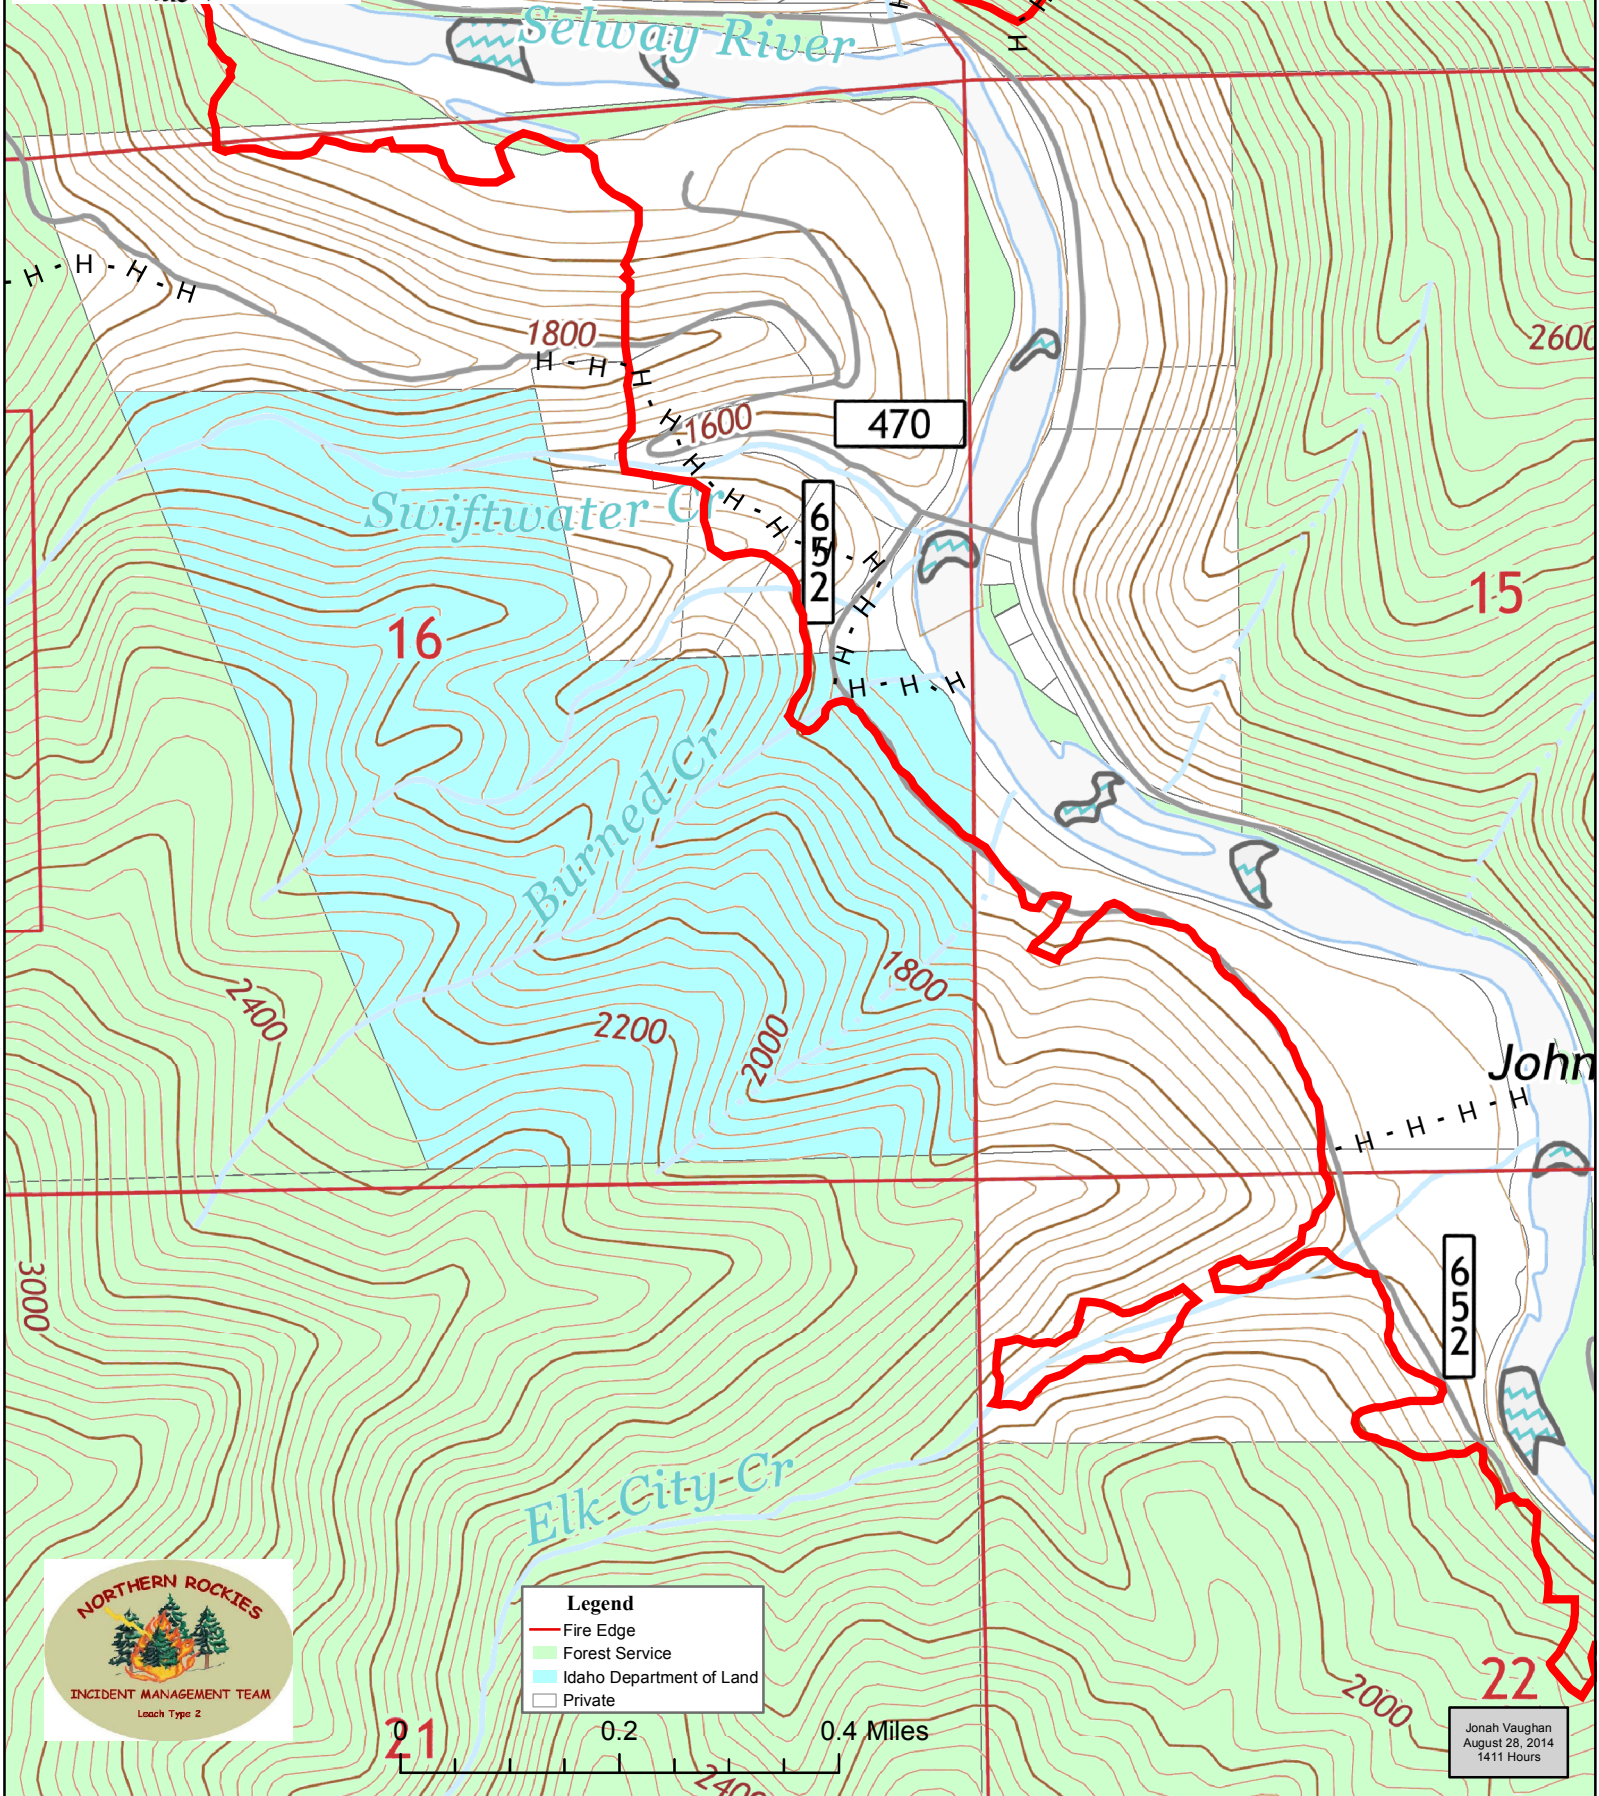 Selway River
H
H
H
H - H - H - H
1800
H - H - H
H
1600
470
H
H - H - H - H
Swiftwater Cr
652
2600
15
16
H
H
H - H - H
Burned Cr
1800
2400
2200
2000
John
H - H - H - H
3000
652
Elk City Cr
NORTHERN ROCKIES
INCIDENT MANAGEMENT TEAM
Leach Type 2
Legend
Fire Edge
Forest Service
Idaho Department of Land
Private
22
2000
21
0 0.2 0.4 Miles
2400
Jonah Vaughan
August 28, 2014
1411 Hours